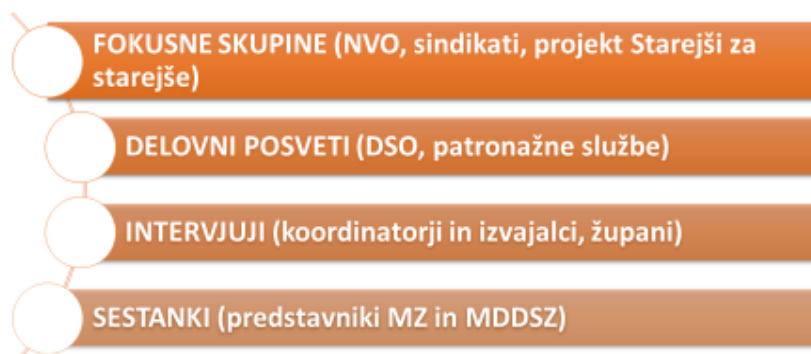 FOKUSNE SKUPINE (NVO, sindikati, projekt Starejši za
starejše)
DELOVNI POSVETI (DSO, patronažne službe)
INTERVJUJI (koordinatorji in izvajalci, župani)
SESTANKI (predstavniki MZ in MDDSZ)